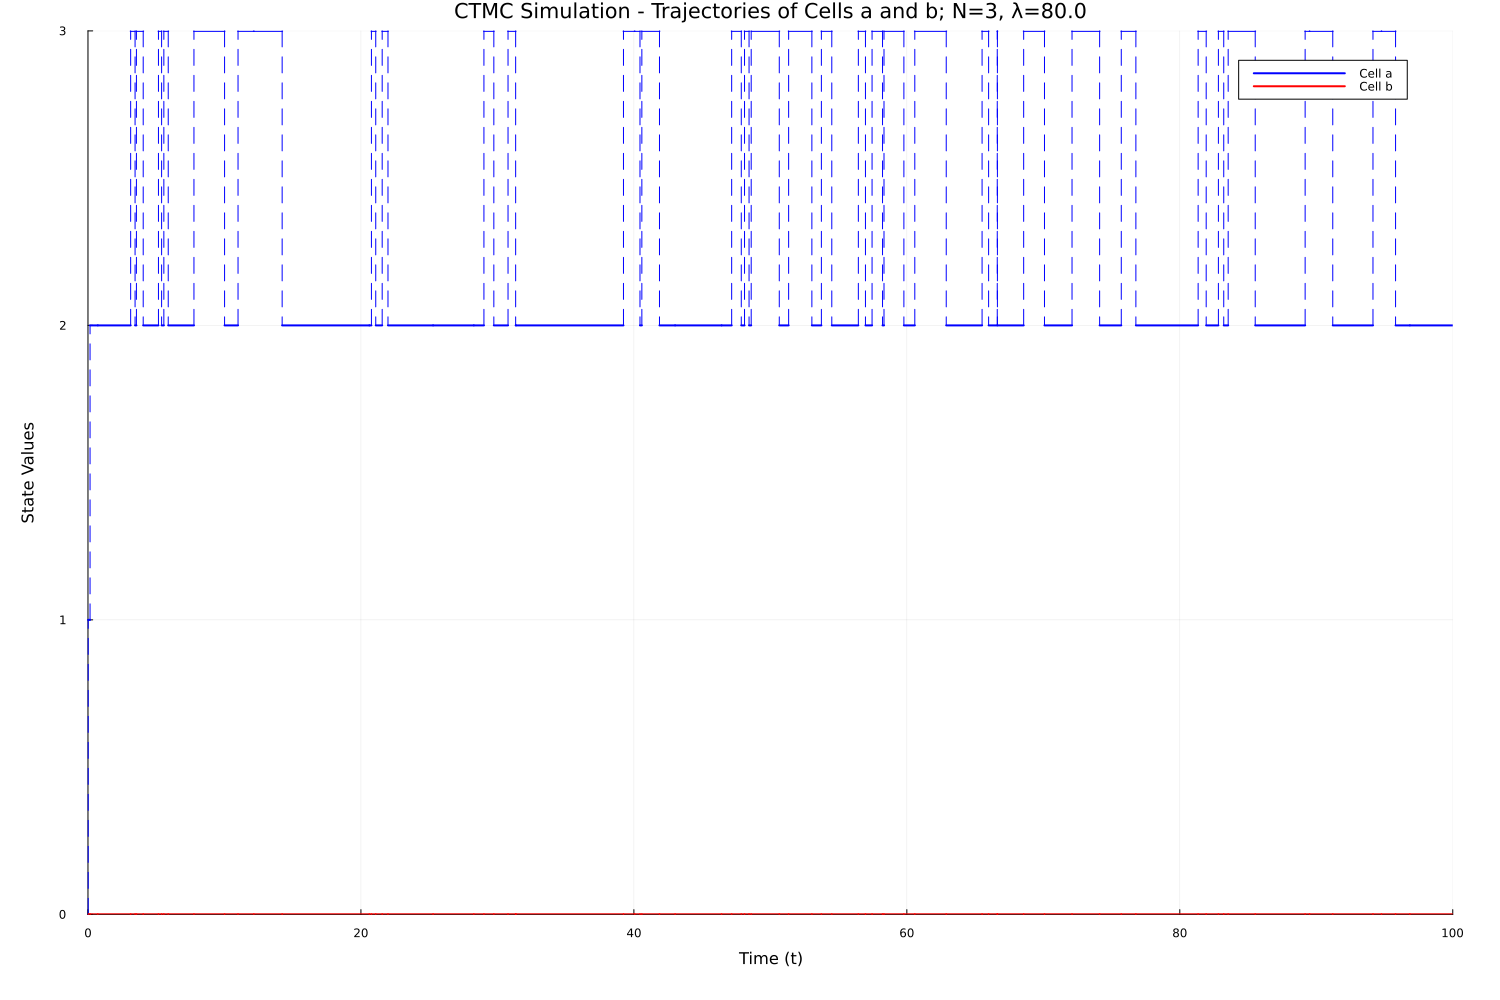 CTMC Simulation - Trajectories of Cells a and b; N=3, λ=80.0
3
Cell a
Cell b
2
State Values
1
0
0 20 40 60 80 100
Time (t)